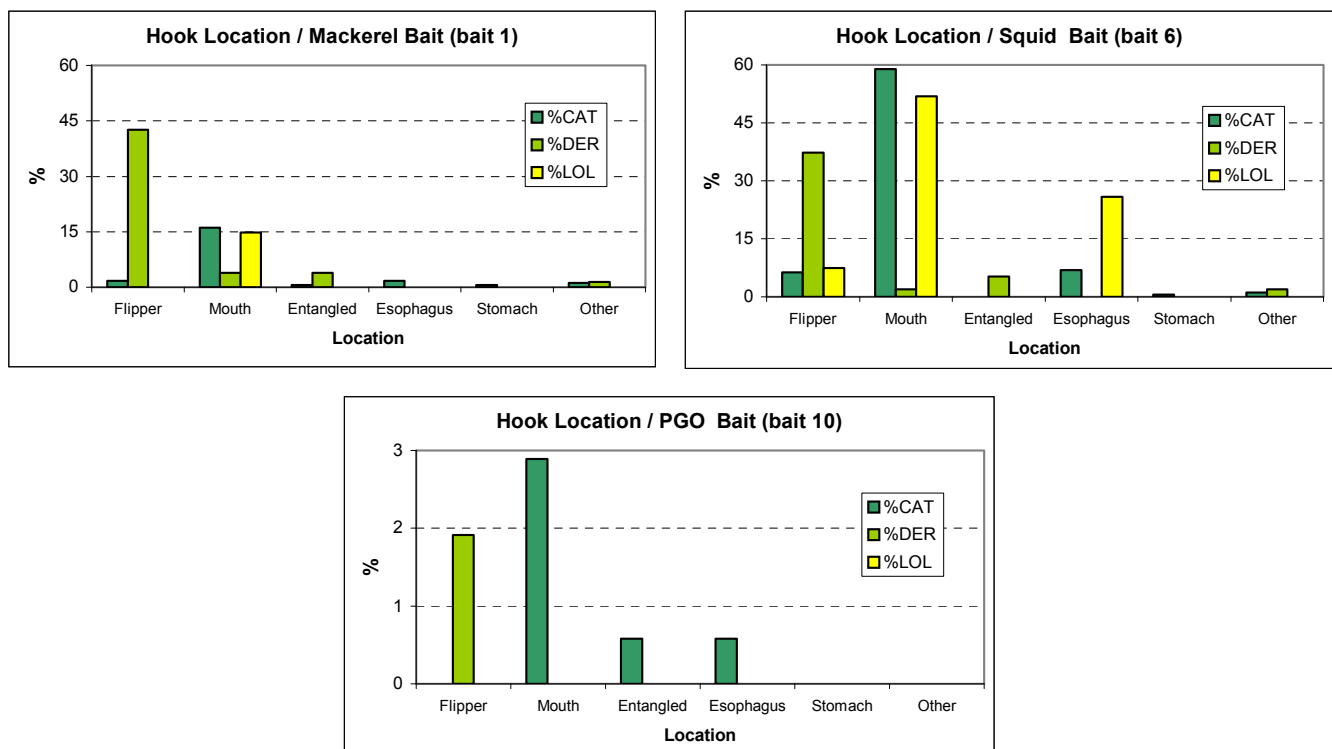 Hook Location / Mackerel Bait (bait 1)
60
45
30
15
0
%
%CAT
%DER
%LOL
Flipper Mouth Entangled Esophagus Stomach Other
Location
Hook Location / Squid Bait (bait 6)
60
45
30
15
0
%
%CAT
%DER
%LOL
Flipper Mouth Entangled Esophagus Stomach Other
Location
Hook Location / PGO Bait (bait 10)
3
2
1
0
%
%CAT
%DER
%LOL
Flipper Mouth Entangled Esophagus Stomach Other
Location